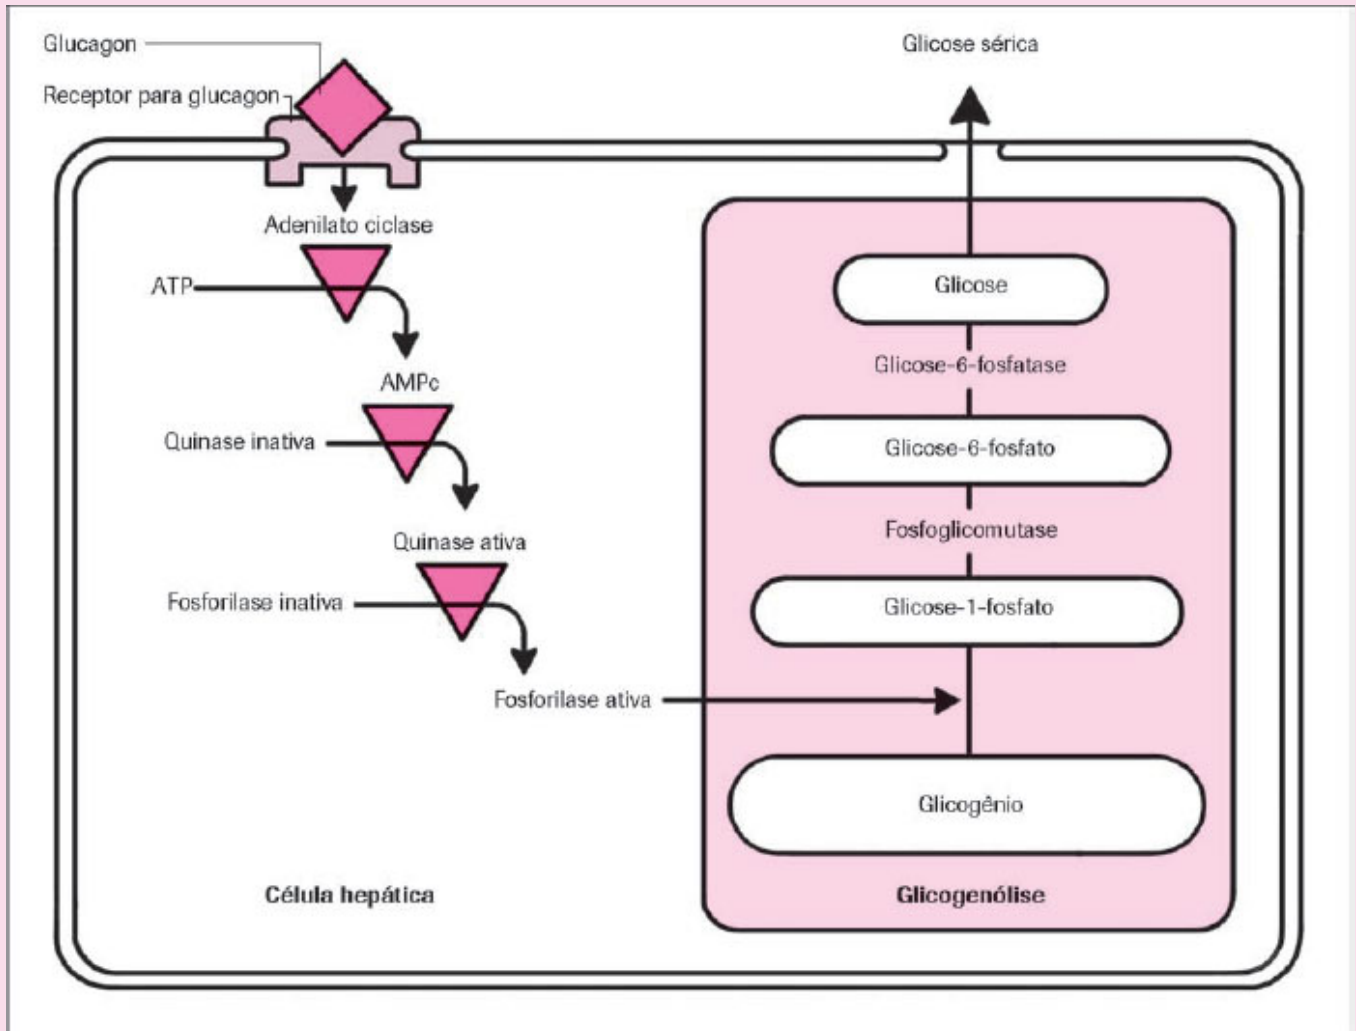 Glucagon
Receptor para glucagon
Adenilato ciclase
ATP
AMPc
Quinase inativa
Quinase ativa
Fosforilase inativa
Fosforilase ativa
Célula hepática
Glicose sérica
Glicose
Glicose-6-fosfatase
Glicose-6-fosfato
Fosfoglicomutase
Glicose-1-fosfato
Glicogênio
Glicogenólise